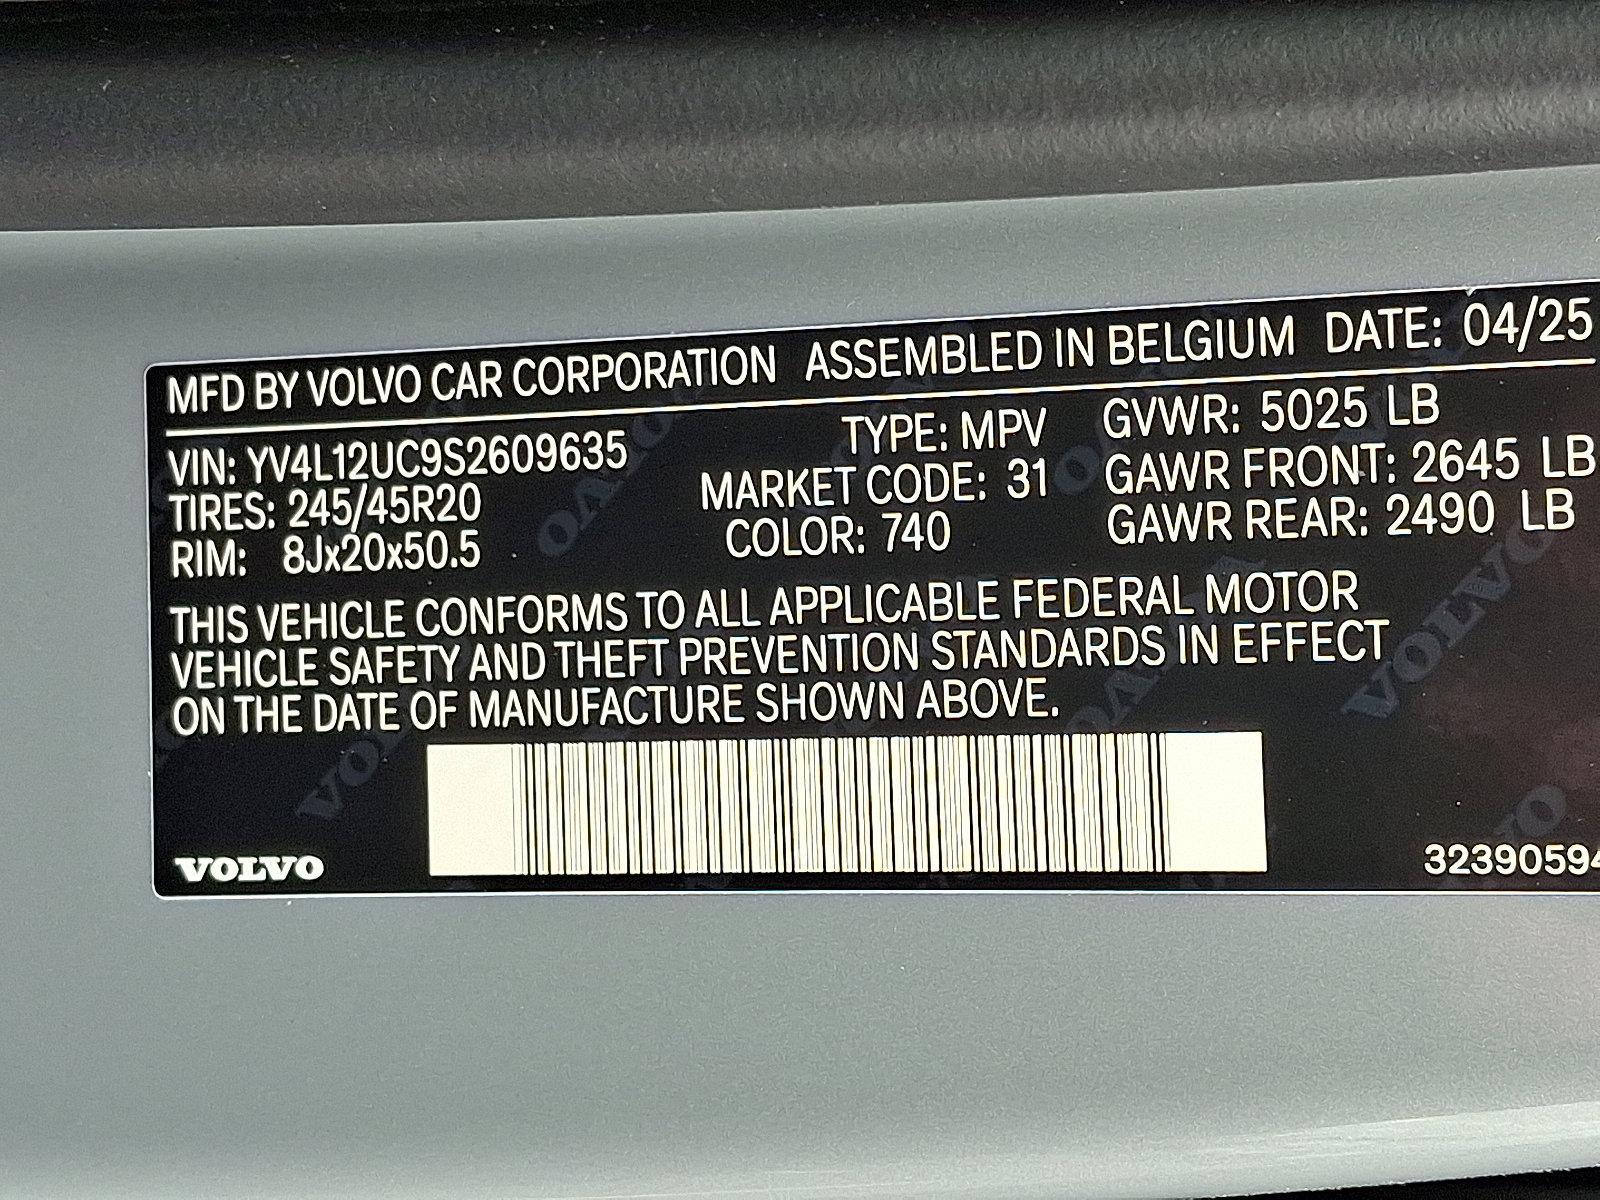 MFD BY VOLVO CAR CORPORATION ASSEMBLED IN BELGIUM DATE: 04/25
VIN: YV4L12UC9S2609635 TYPE: MPV GVWR: 5025 LB
TIRES: 245/45R20 MARKET CODE: 31 GAWR FRONT: 2645 LB
RIM: 8Jx20x50.5 COLOR: 740 GAWR REAR: 2490 LB
THIS VEHICLE CONFORMS TO ALL APPLICABLE FEDERAL MOTOR
VEHICLE SAFETY AND THEFT PREVENTION STANDARDS IN EFFECT
ON THE DATE OF MANUFACTURE SHOWN ABOVE.
VOLVO 32390594